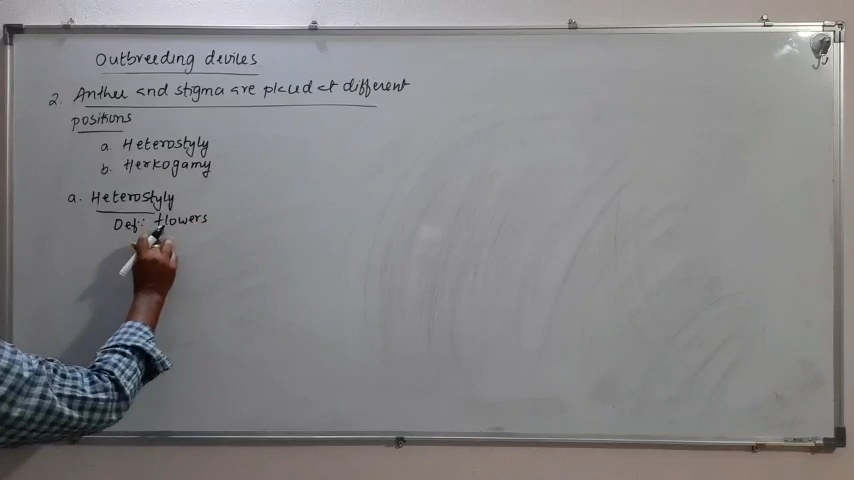 Outbreeding devices
2. Anther and stigma are placed at different
positions
a. Heterostyly
b. Herkogamy
a. Heterostyly
Def: flowers